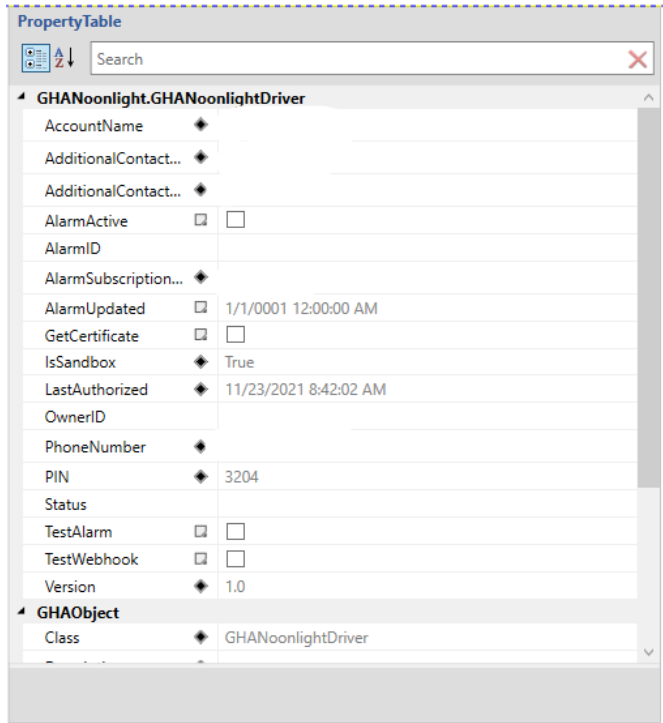 PropertyTable
Search
GHANoonlight.GHANoonlightDriver
AccountName
AdditionalContact...
AdditionalContact...
AlarmActive
AlarmID
AlarmSubscription...
AlarmUpdated 1/1/0001 12:00:00 AM
GetCertificate
IsSandbox True
LastAuthorized 11/23/2021 8:42:02 AM
OwnerID
PhoneNumber
PIN 3204
Status
TestAlarm
TestWebhook
Version 1.0
GHAObject
Class GHANoonlightDriver